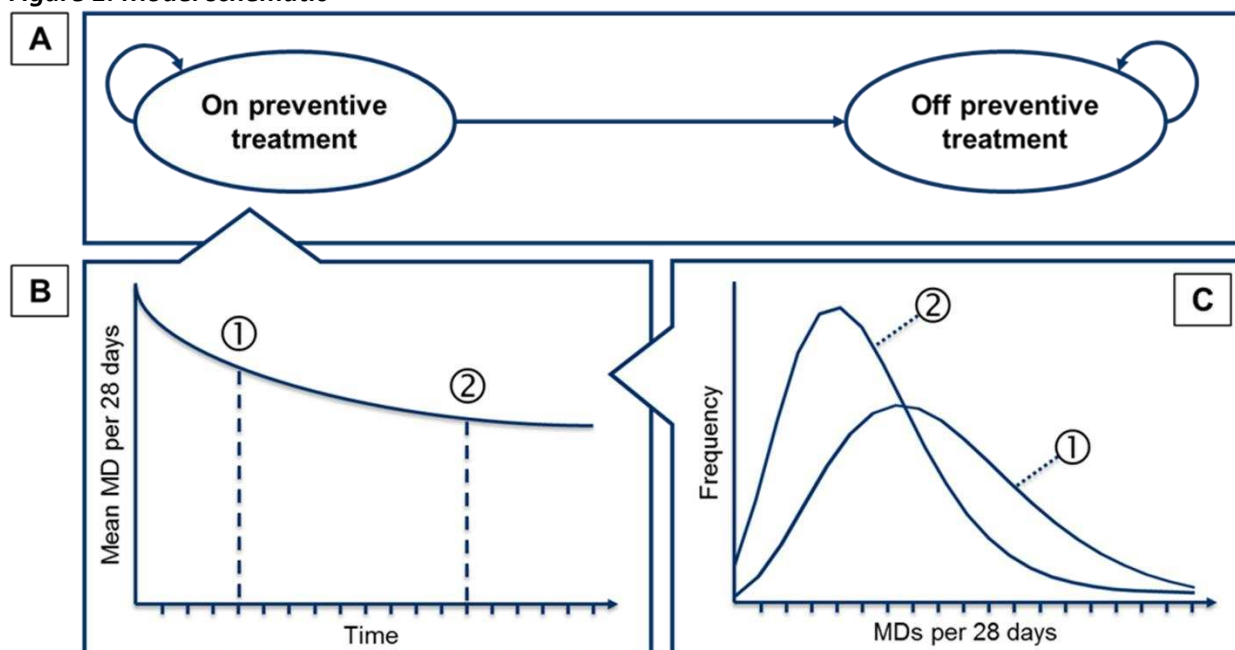 A
On preventive
treatment
Off preventive
treatment
B
Mean MD per 28 days
①
②
Time
C
Frequency
②
①
MDs per 28 days